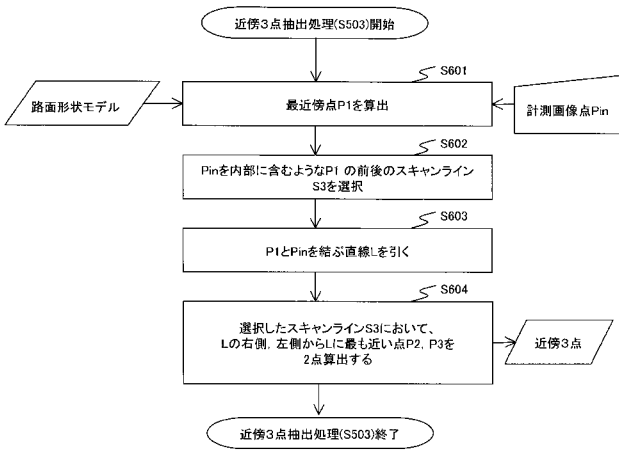 近傍3点抽出処理(S503)開始
S601
路面形状モデル
最近傍点P1を算出
計測画像点Pin
S602
Pinを内部に含むようなP1 の前後のスキャンライン
S3を選択
S603
P1とPinを結ぶ直線Lを引く
S604
選択したスキャンラインS3において、
Lの右側，左側からLに最も近い点P2，P3を
2点算出する
近傍3点
近傍3点抽出処理(S503)終了